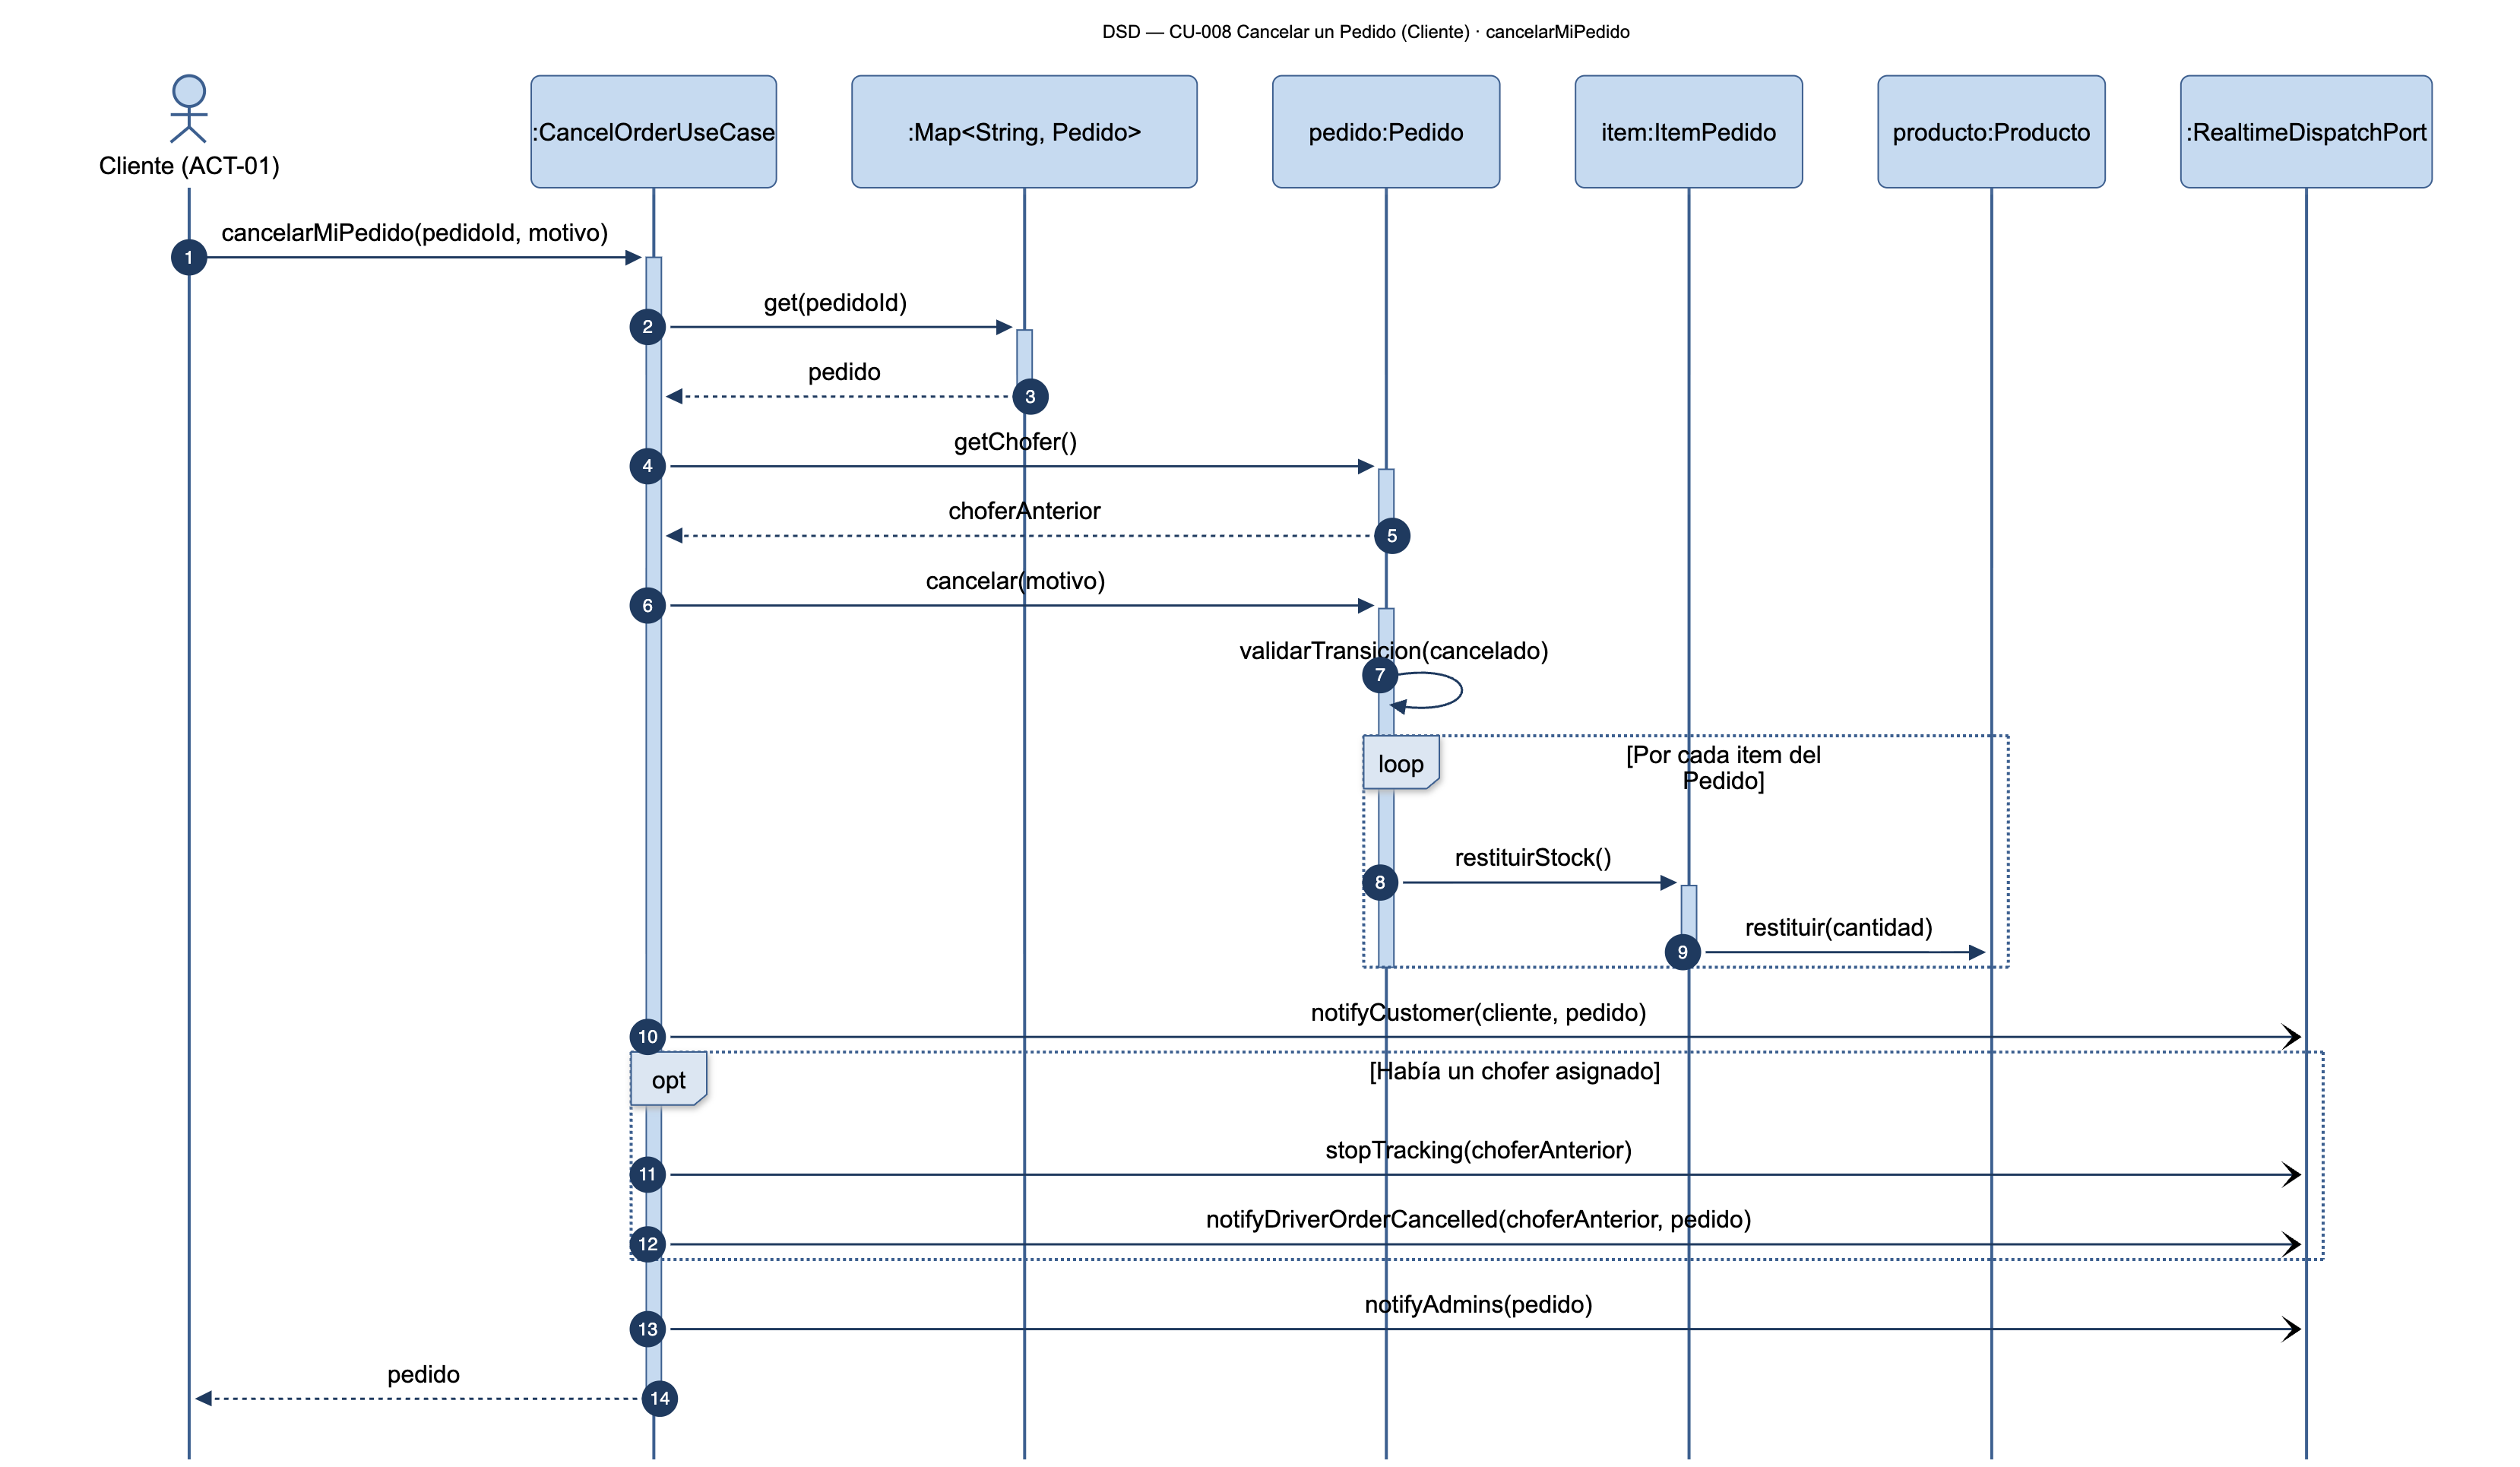 DSD — CU-008 Cancelar un Pedido (Cliente) · cancelarMiPedido
Cliente (ACT-01)
:CancelOrderUseCase
:Map<String, Pedido>
pedido:Pedido
item:ItemPedido
producto:Producto
:RealtimeDispatchPort
cancelarMiPedido(pedidoId, motivo)
1
get(pedidoId)
2
pedido
3
getChofer()
4
choferAnterior
5
cancelar(motivo)
6
validarTransicion(cancelado)
7
loop
[Por cada item del
Pedido]
restituirStock()
8
restituir(cantidad)
9
notifyCustomer(cliente, pedido)
10
opt
[Había un chofer asignado]
stopTracking(choferAnterior)
11
notifyDriverOrderCancelled(choferAnterior, pedido)
12
notifyAdmins(pedido)
13
pedido
14